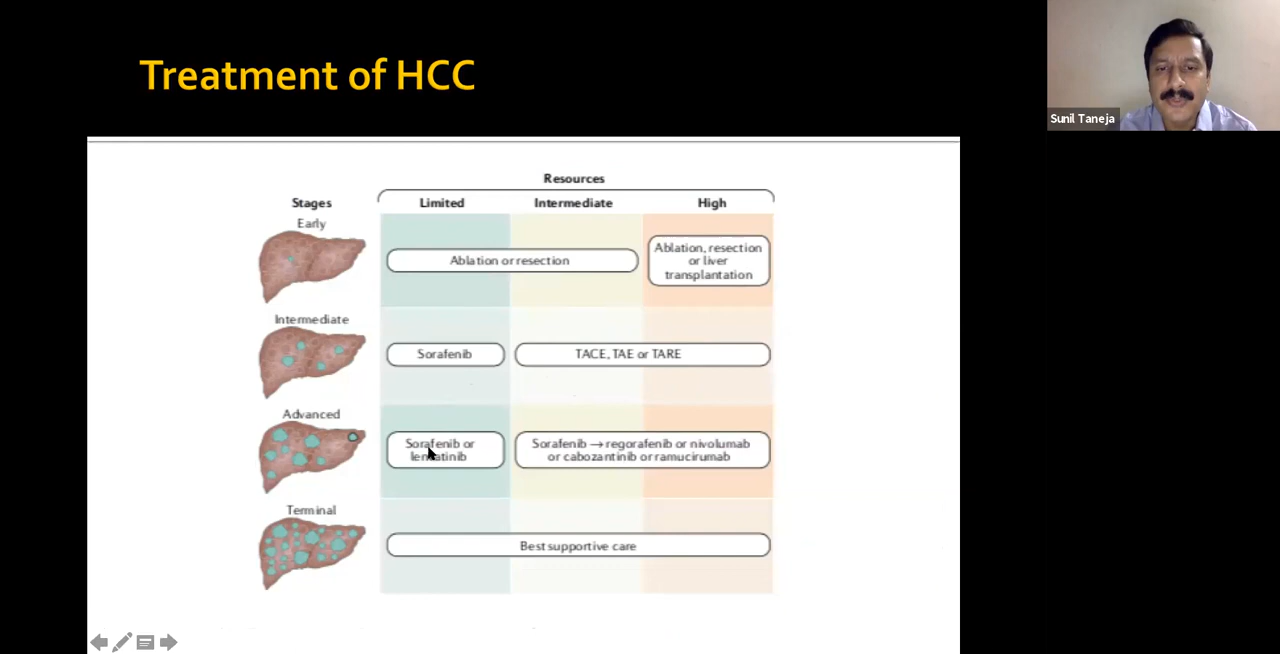 Treatment of HCC
Sunil Taneja
Resources
Stages
Limited
Intermediate
High
Early
Ablation or resection
Ablation, resection
or liver
transplantation
Intermediate
Sorafenib
TACE, TAE or TARE
Advanced
Sorafenib or
lenvatinib
Sorafenib → regorafenib or nivolumab
or cabozantinib or ramucirumab
Terminal
Best supportive care